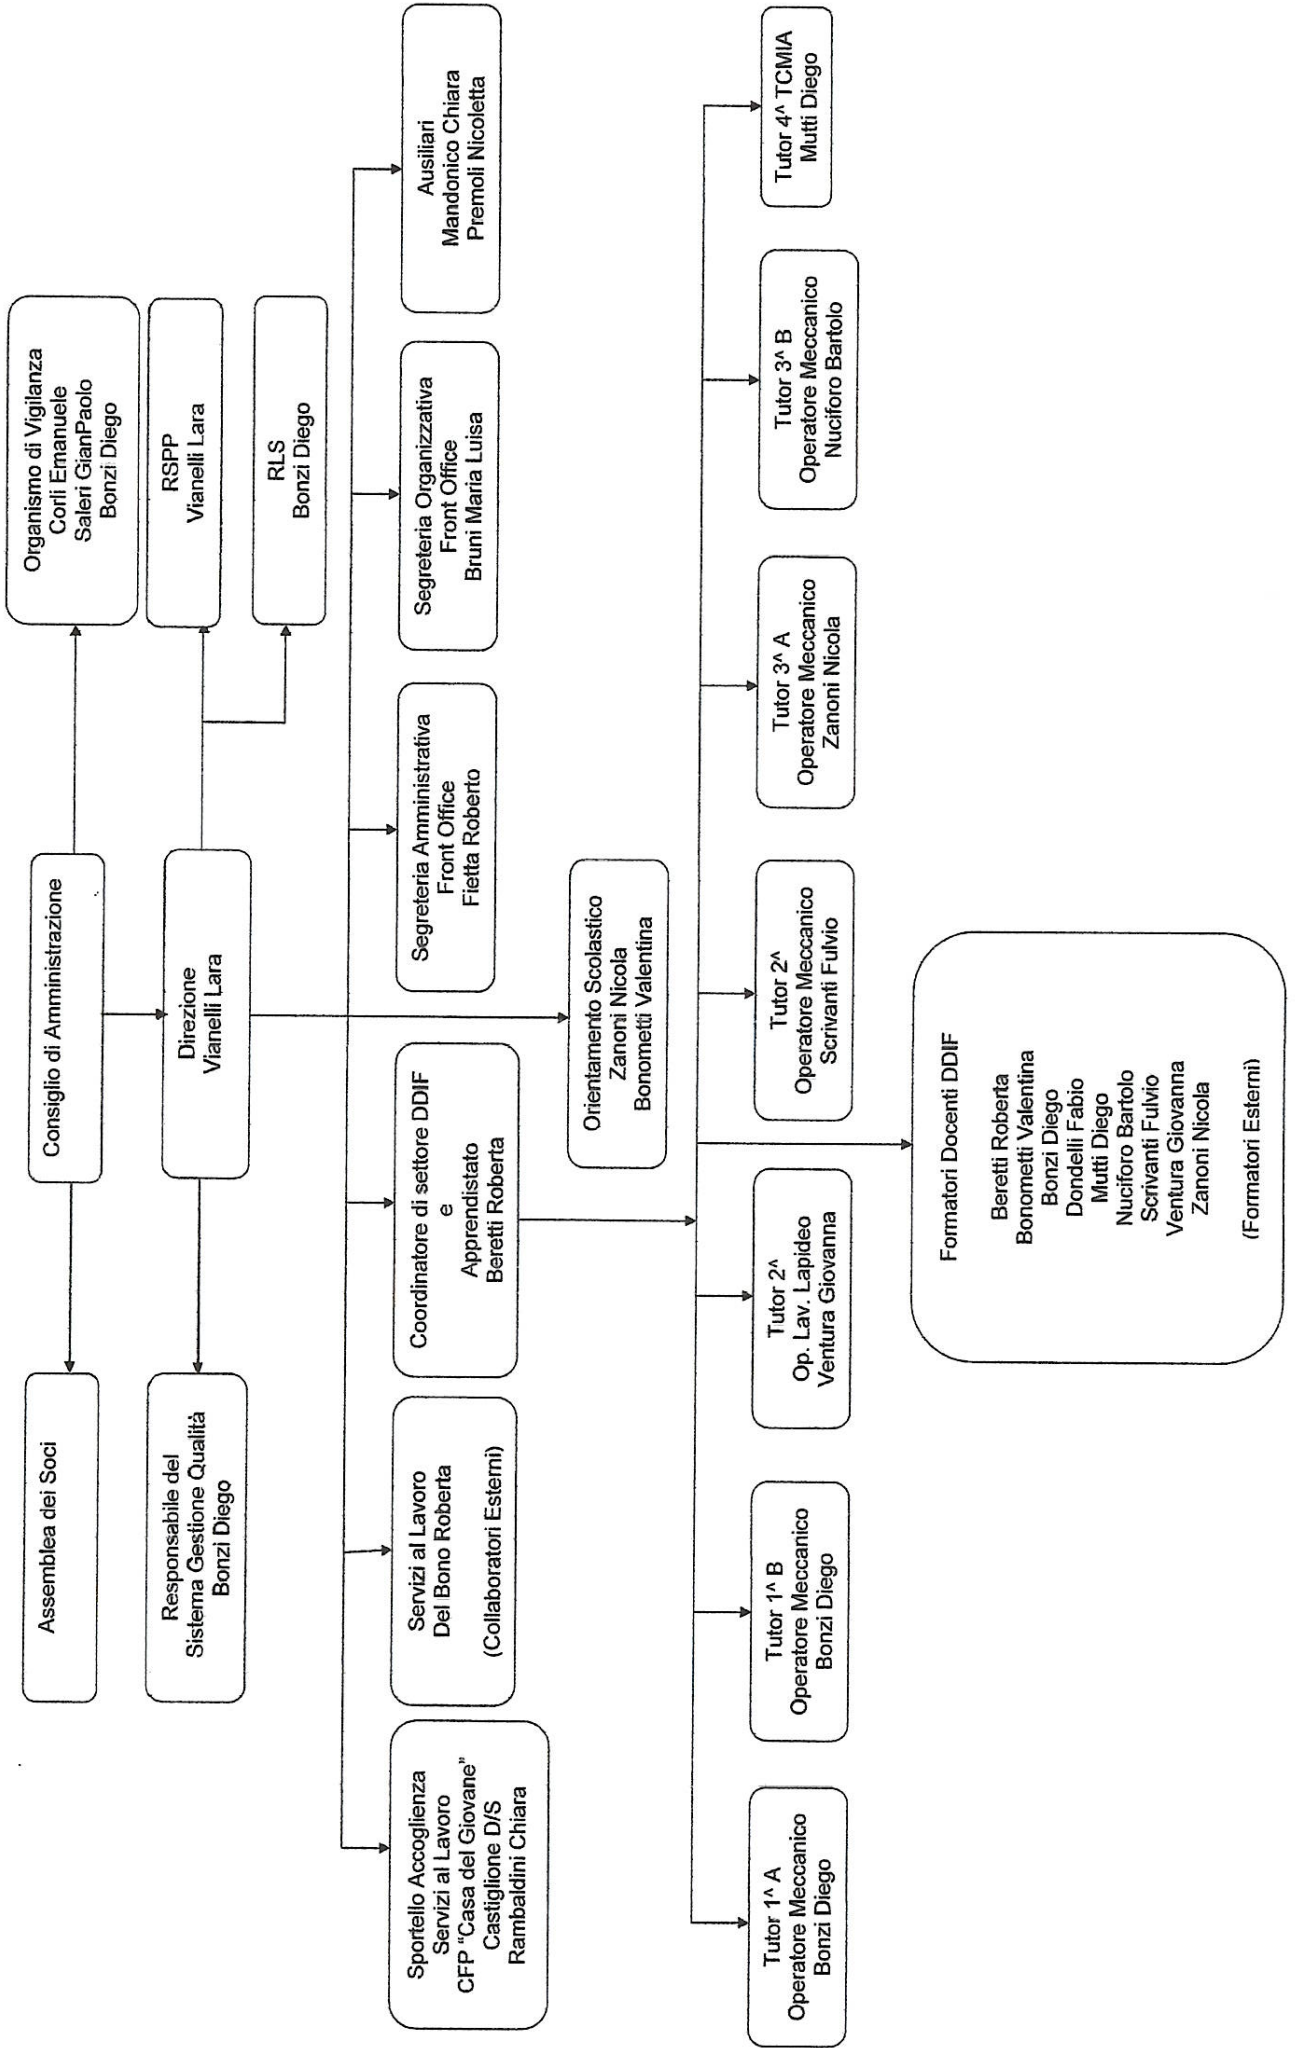 Assemblea dei Soci
Consiglio di Amministrazione
Organismo di Vigilanza
Corli Emanuele
Saleri GianPaolo
Bonzi Diego
Responsabile del
Sistema Gestione Qualità
Bonzi Diego
Direzione
Vianelli Lara
RSPP
Vianelli Lara
RLS
Bonzi Diego
Sportello Accoglienza
Servizi al Lavoro
CFP “Casa del Giovane”
Castiglione D/S
Rambaldini Chiara
Servizi al Lavoro
Del Bono Roberta
(Collaboratori Esterni)
Coordinatore di settore DDIF
e
Apprendistato
Beretti Roberta
Segreteria Amministrativa
Front Office
Fietta Roberto
Segreteria Organizzativa
Front Office
Bruni Maria Luisa
Ausiliari
Mandonico Chiara
Premoli Nicoletta
Orientamento Scolastico
Zanoni Nicola
Bonometti Valentina
Tutor 1^ A
Operatore Meccanico
Bonzi Diego
Tutor 1^ B
Operatore Meccanico
Bonzi Diego
Tutor 2^
Op. Lav. Lapideo
Ventura Giovanna
Tutor 2^
Operatore Meccanico
Scrivanti Fulvio
Tutor 3^ A
Operatore Meccanico
Zanoni Nicola
Tutor 3^ B
Operatore Meccanico
Nuciforo Bartolo
Tutor 4^ TCMIA
Mutti Diego
Formatori Docenti DDIF
Beretti Roberta
Bonometti Valentina
Bonzi Diego
Dondelli Fabio
Mutti Diego
Nuciforo Bartolo
Scrivanti Fulvio
Ventura Giovanna
Zanoni Nicola
(Formatori Esterni)